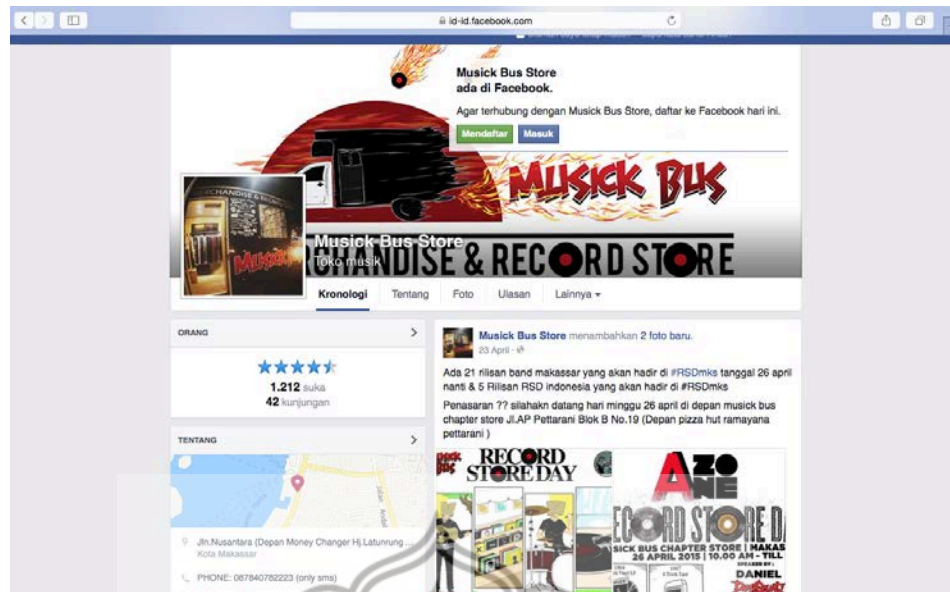 id-id.facebook.com
Musick Bus Store
ada di Facebook.
Agar terhubung dengan Musick Bus Store, daftar ke Facebook hari ini.
Mendaftar Masuk
MUSICK BUS
Musick Bus Store
Toko musik
RCHANDISE & RECORD STORE
Kronologi Tentang Foto Ulasan Lainnya
ORANG
1.212 suka
42 kunjungan
TENTANG
Jln.Nusantara (Depan Money Changer Hj.Latunrung ...
Kota Makassar
PHONE: 087840782223 (only sms)
Musick Bus Store menambahkan 2 foto baru.
23 April
Ada 21 rilisan band makassar yang akan hadir di #RSDmks tanggal 26 april
nanti & 5 Rilisan RSD indonesia yang akan hadir di #RSDmks
Penasaran ?? silahakn datang hari minggu 26 april di depan musick bus
chapter store Jl.AP Pettarani Blok B No.19 (Depan pizza hut ramayana
pettarani )
RECORD
STORE DAY
AZONE
RECORD STORE D
SICK BUS CHAPTER STORE | MAKAS
26 APRIL 2015 | 10.00 AM - TILL
DANIEL